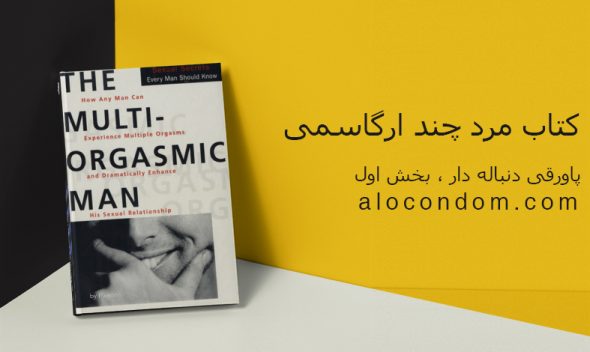 Sexual Secrets
Every Man Should Know
THE
How Any Man Can
MULTI-
Experience Multiple Orgasms
ORGASMIC
and Dramatically Enhance
MAN
His Sexual Relationship
by
کتاب مرد چند ارگاسمی
پاورقی دنباله دار ، بخش اول
alocondom.com